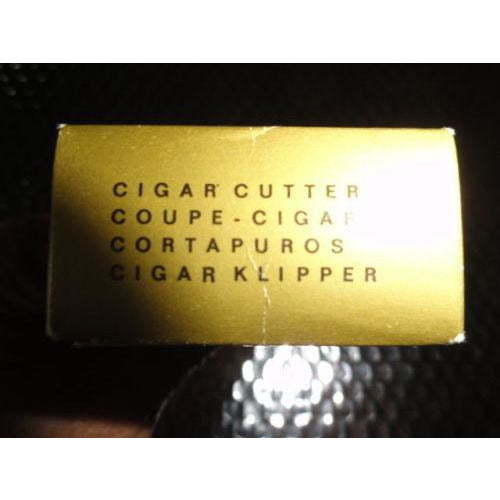 CIGAR CUTTER
COUPE-CIGAR
CORTAPUROS
CIGAR KLIPPER